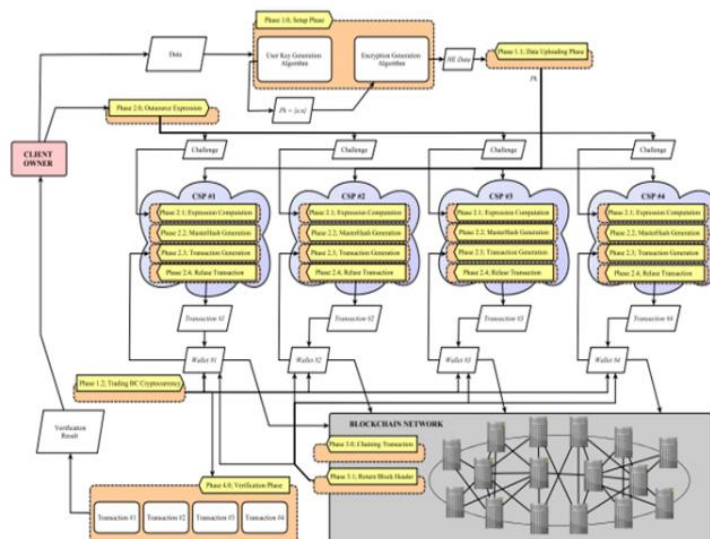 Phase 1.0; Setup Phase
Data
User Key Generation
Algorithm
Encryption Generation
Algorithm
HE Data
Phase 1.1; Data Uploading Phase
Pk
Phase 2.0; Outsource Expression
CLIENT
OWNER
Challenge
Challenge
Challenge
Challenge
CSP #1
CSP #2
CSP #3
CSP #4
Phase 2.1; Expression Computation
Phase 2.1; Expression Computation
Phase 2.1; Expression Computation
Phase 2.1; Expression Computation
Phase 2.2; MasterHash Generation
Phase 2.2; MasterHash Generation
Phase 2.2; MasterHash Generation
Phase 2.2; MasterHash Generation
Phase 2.3; Transaction Generation
Phase 2.3; Transaction Generation
Phase 2.3; Transaction Generation
Phase 2.3; Transaction Generation
Phase 2.4; Relase Transaction
Phase 2.4; Relase Transaction
Phase 2.4; Relase Transaction
Phase 2.4; Relase Transaction
Transaction #1
Transaction #2
Transaction #3
Transaction #4
Wallet #1
Wallet #2
Wallet #3
Wallet #4
Phase 1.2; Trading BC Cryptocurrency
Verification
Result
BLOCKCHAIN NETWORK
Phase 3.0; Chaining Transaction
Phase 3.1; Return Block Header
Phase 4.0; Verification Phase
Transaction #1
Transaction #2
Transaction #3
Transaction #4